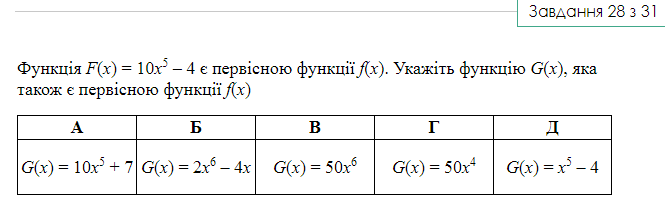 Завдання 28 з 31
Функція F(x) = 10x⁵ – 4 є первісною функції f(x). Укажіть функцію G(x), яка
також є первісною функції f(x)
А Б В Г Д
G(x) = 10x⁵ + 7 G(x) = 2x⁶ – 4x G(x) = 50x⁶ G(x) = 50x⁴ G(x) = x⁵ – 4